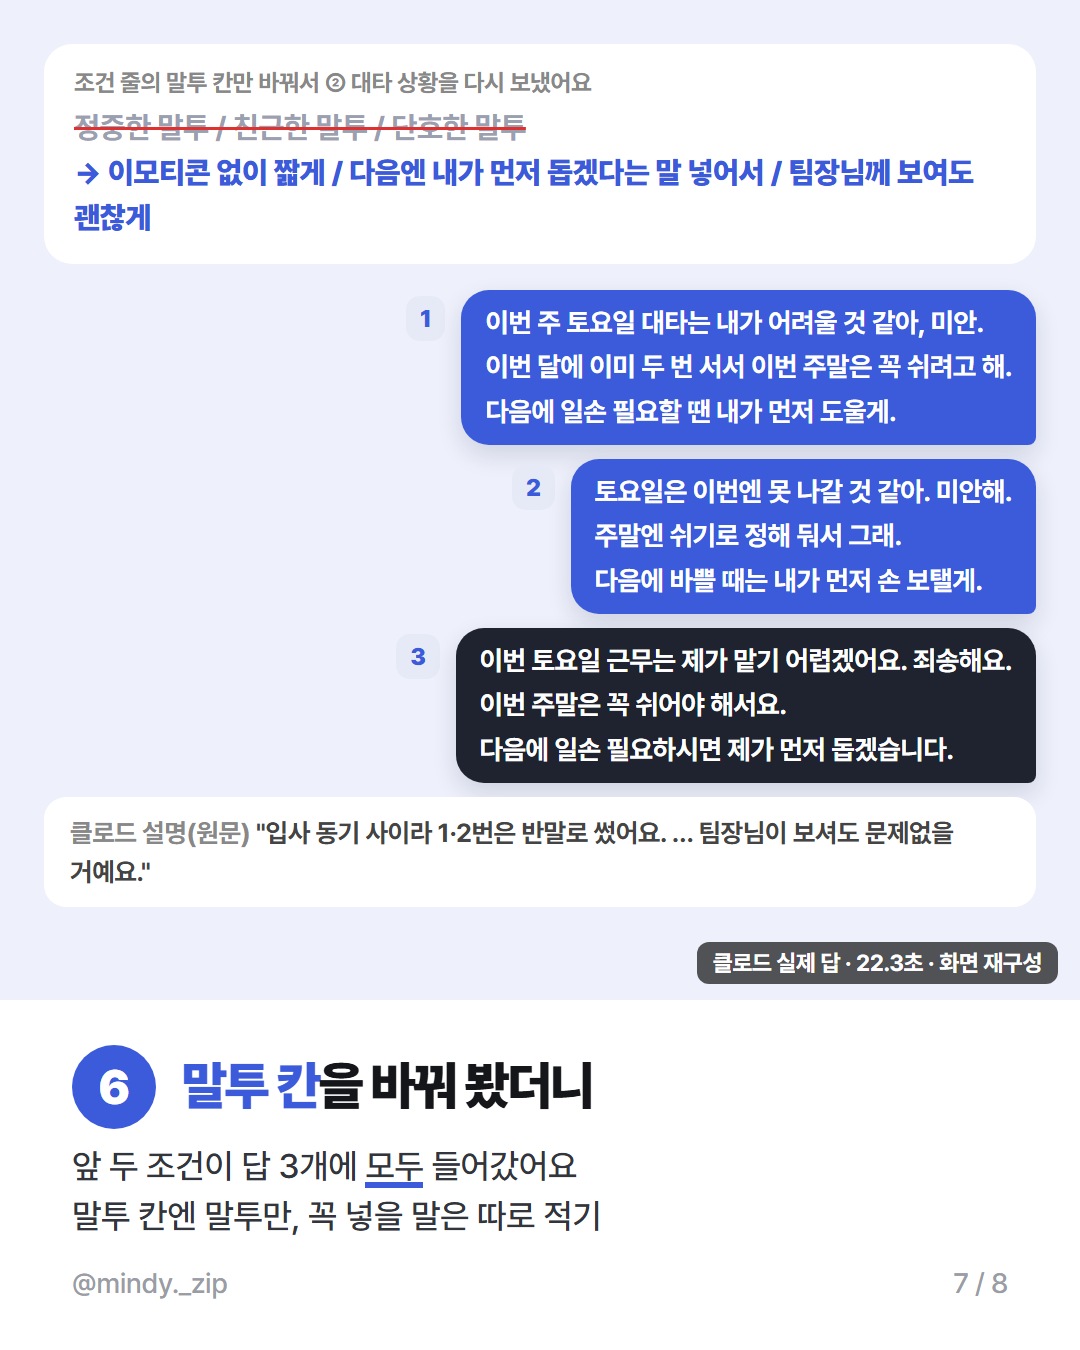 조건 줄의 말투 칸만 바꿔서 ② 대타 상황을 다시 보냈어요
정중한 말투 / 친근한 말투 / 단호한 말투
→ 이모티콘 없이 짧게 / 다음엔 내가 먼저 돕겠다는 말 넣어서 / 팀장님께 보여도
괜찮게
1
이번 주 토요일 대타는 내가 어려울 것 같아, 미안.
이번 달에 이미 두 번 서서 이번 주말은 꼭 쉬려고 해.
다음에 일손 필요할 땐 내가 먼저 도울게.
2
토요일은 이번엔 못 나갈 것 같아. 미안해.
주말엔 쉬기로 정해 둬서 그래.
다음에 바쁠 때는 내가 먼저 손 보탤게.
3
이번 토요일 근무는 제가 맡기 어렵겠어요. 죄송해요.
이번 주말은 꼭 쉬어야 해서요.
다음에 일손 필요하시면 제가 먼저 돕겠습니다.
클로드 설명(원문) "입사 동기 사이라 1·2번은 반말로 썼어요. ... 팀장님이 보셔도 문제없을
거예요."
클로드 실제 답 · 22.3초 · 화면 재구성
6 말투 칸을 바꿔 봤더니
앞 두 조건이 답 3개에 모두 들어갔어요
말투 칸엔 말투만, 꼭 넣을 말은 따로 적기
@mindy._zip
7 / 8